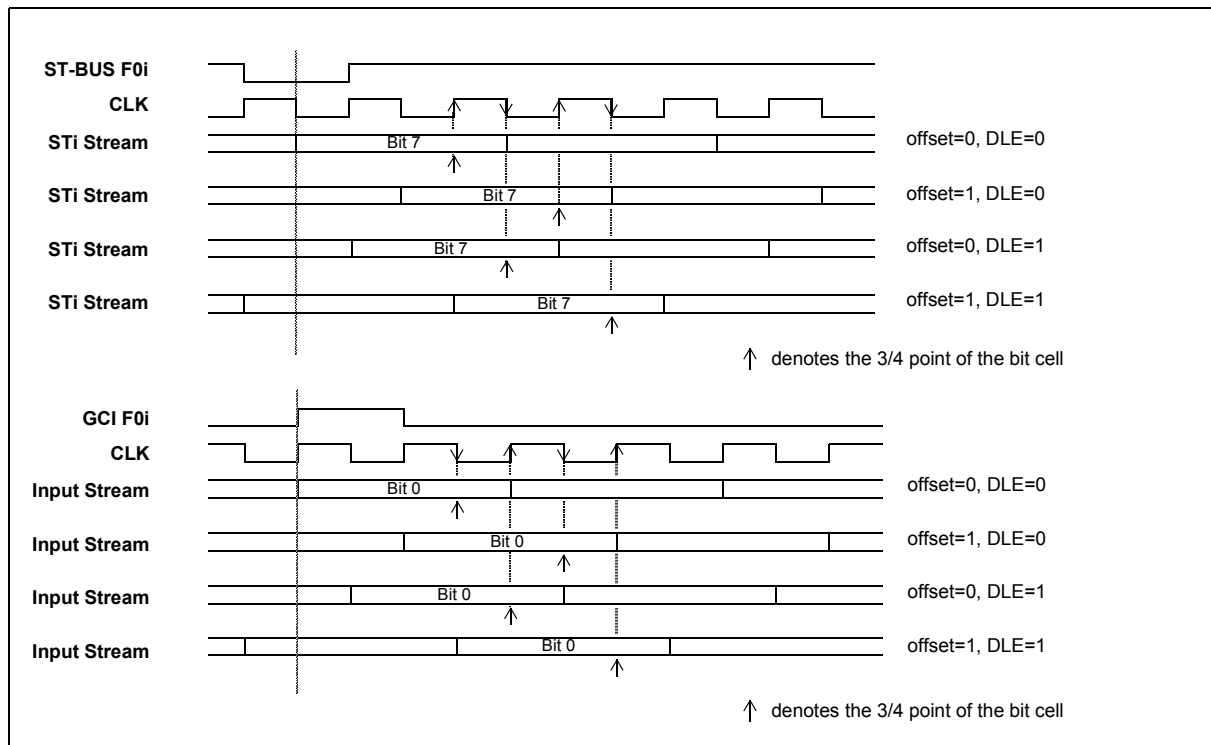 ST-BUS F0i
CLK
STi Stream Bit 7 offset=0, DLE=0
STi Stream Bit 7 offset=1, DLE=0
STi Stream Bit 7 offset=0, DLE=1
STi Stream Bit 7 offset=1, DLE=1
denotes the 3/4 point of the bit cell
GCI F0i
CLK
Input Stream Bit 0 offset=0, DLE=0
Input Stream Bit 0 offset=1, DLE=0
Input Stream Bit 0 offset=0, DLE=1
Input Stream Bit 0 offset=1, DLE=1
denotes the 3/4 point of the bit cell